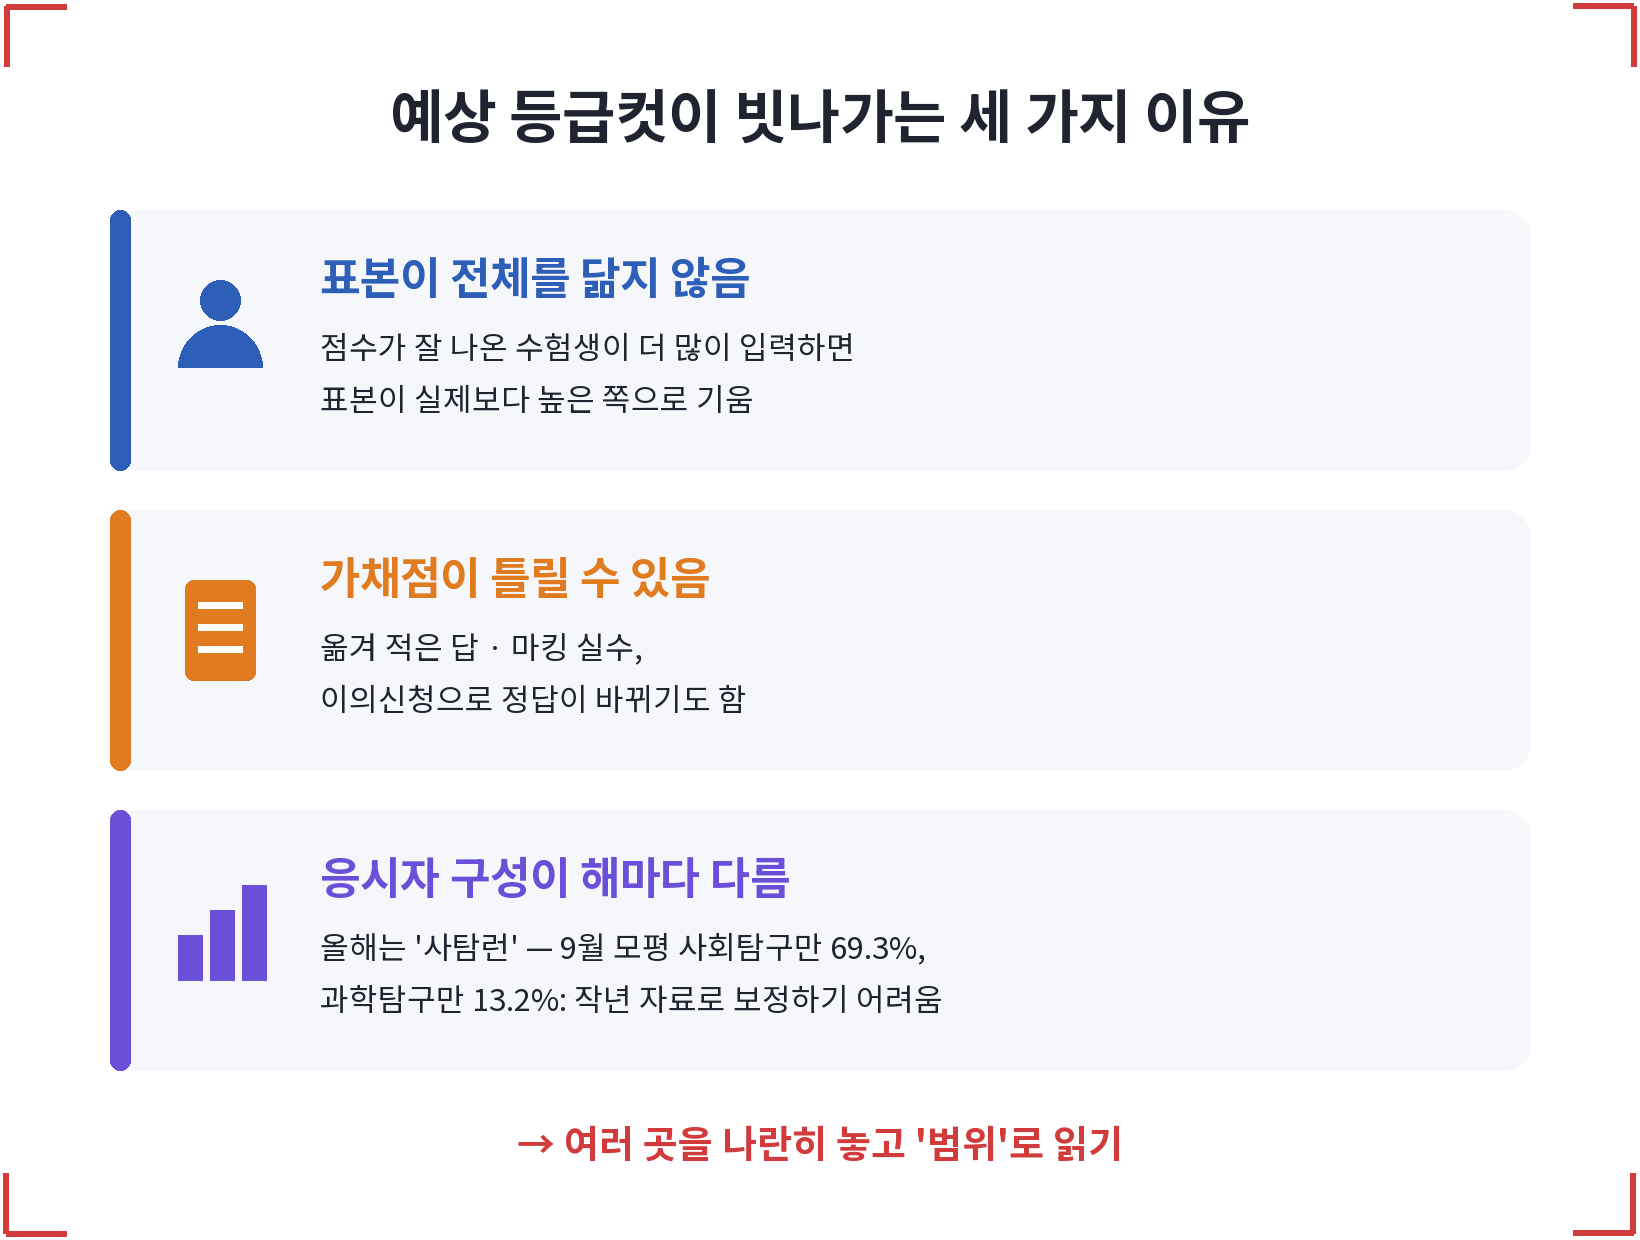 예상 등급컷이 빗나가는 세 가지 이유
표본이 전체를 닮지 않음
점수가 잘 나온 수험생이 더 많이 입력하면
표본이 실제보다 높은 쪽으로 기움
가채점이 틀릴 수 있음
옮겨 적은 답 · 마킹 실수,
이의신청으로 정답이 바뀌기도 함
응시자 구성이 해마다 다름
올해는 '사탐런' — 9월 모평 사회탐구만 69.3%,
과학탐구만 13.2%: 작년 자료로 보정하기 어려움
→ 여러 곳을 나란히 놓고 '범위'로 읽기